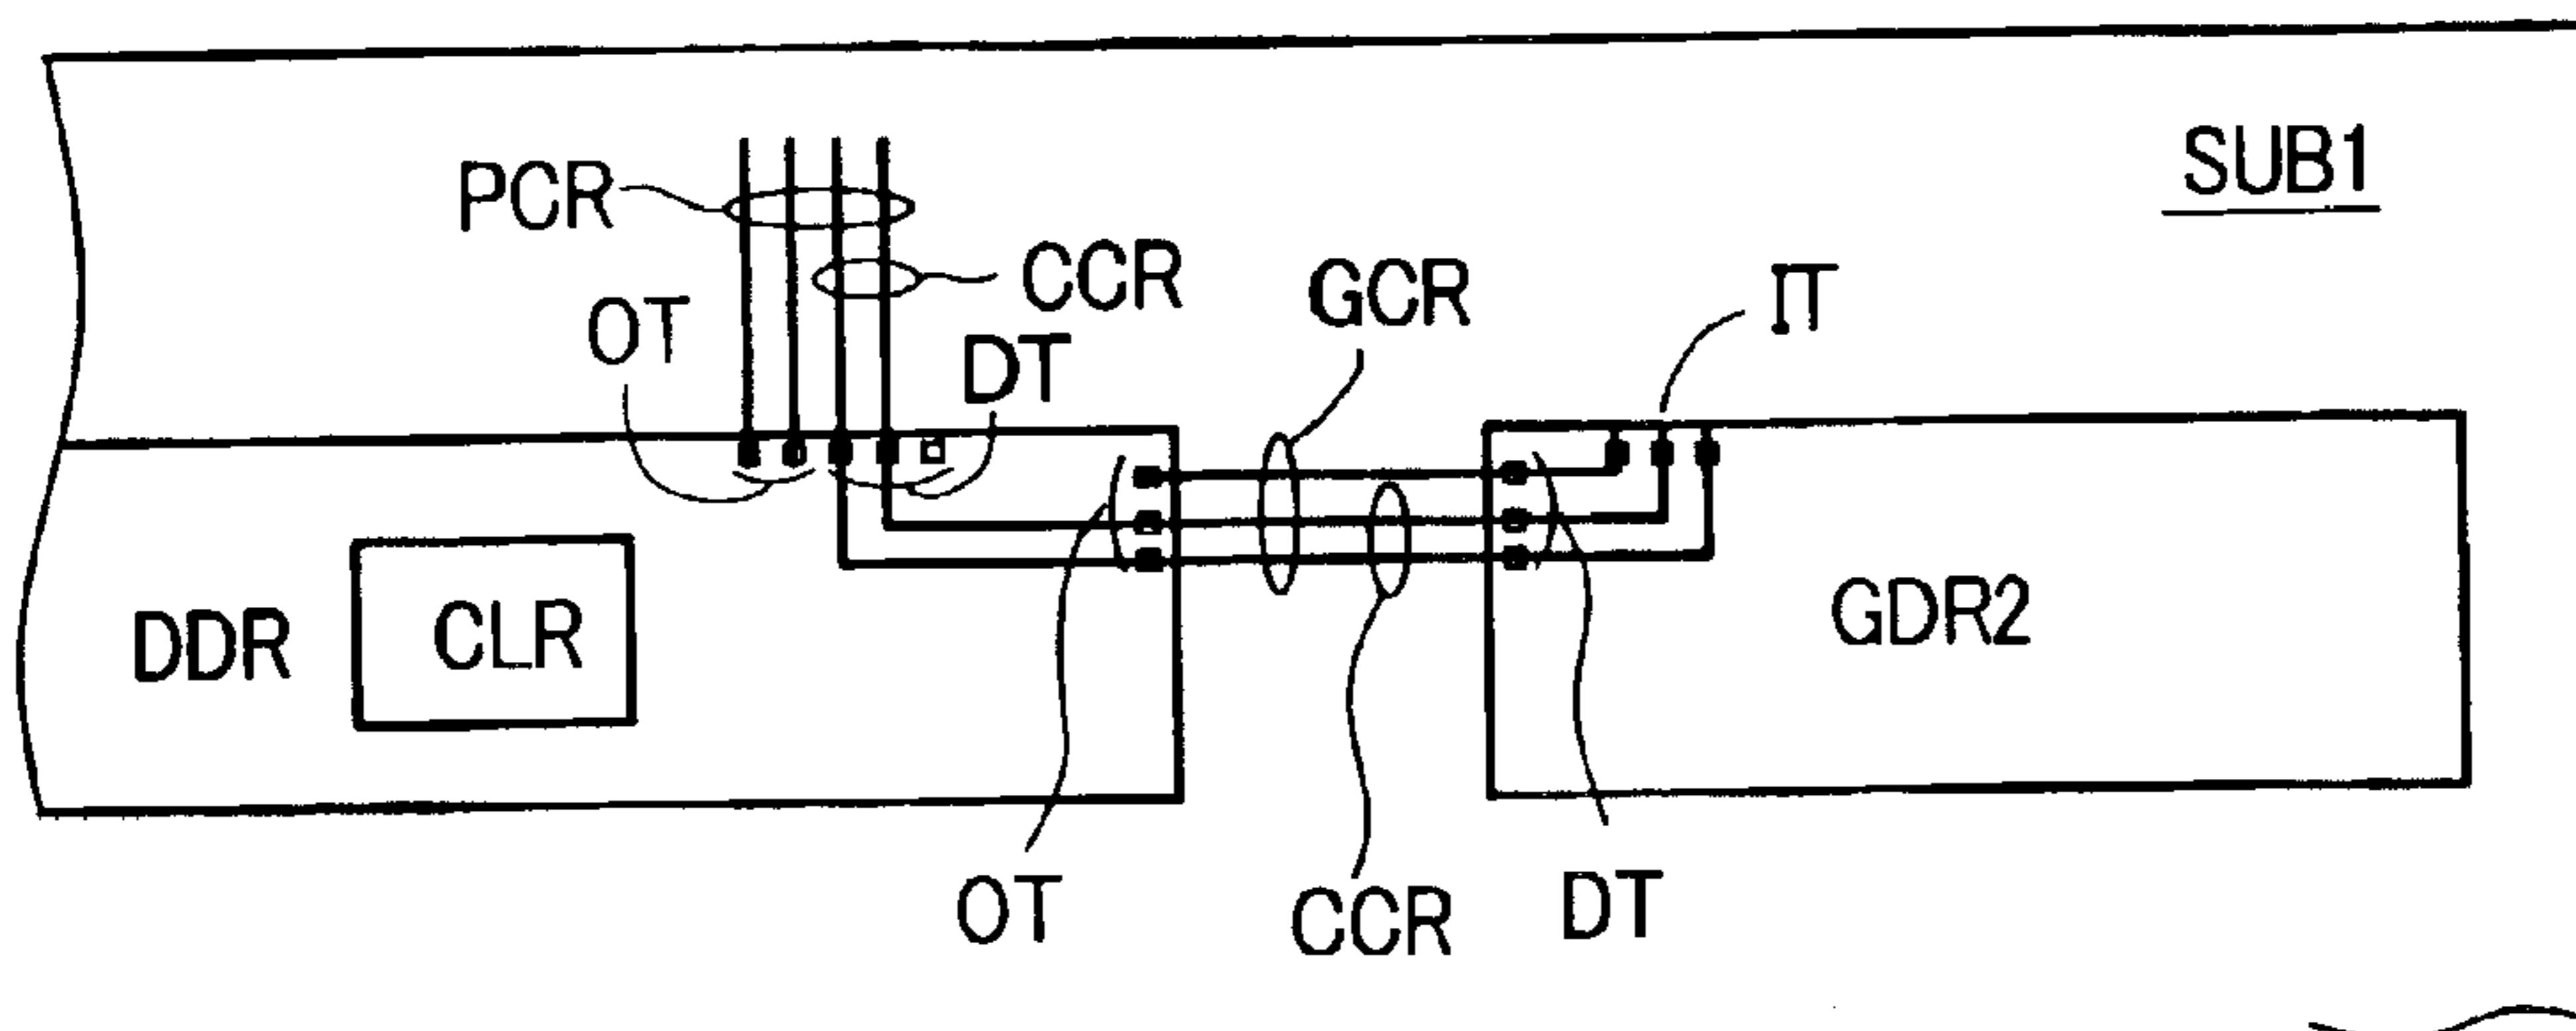 SUB1
PCR
CCR
GCR
IT
OT
DT
DDR
CLR
GDR2
OT
CCR
DT